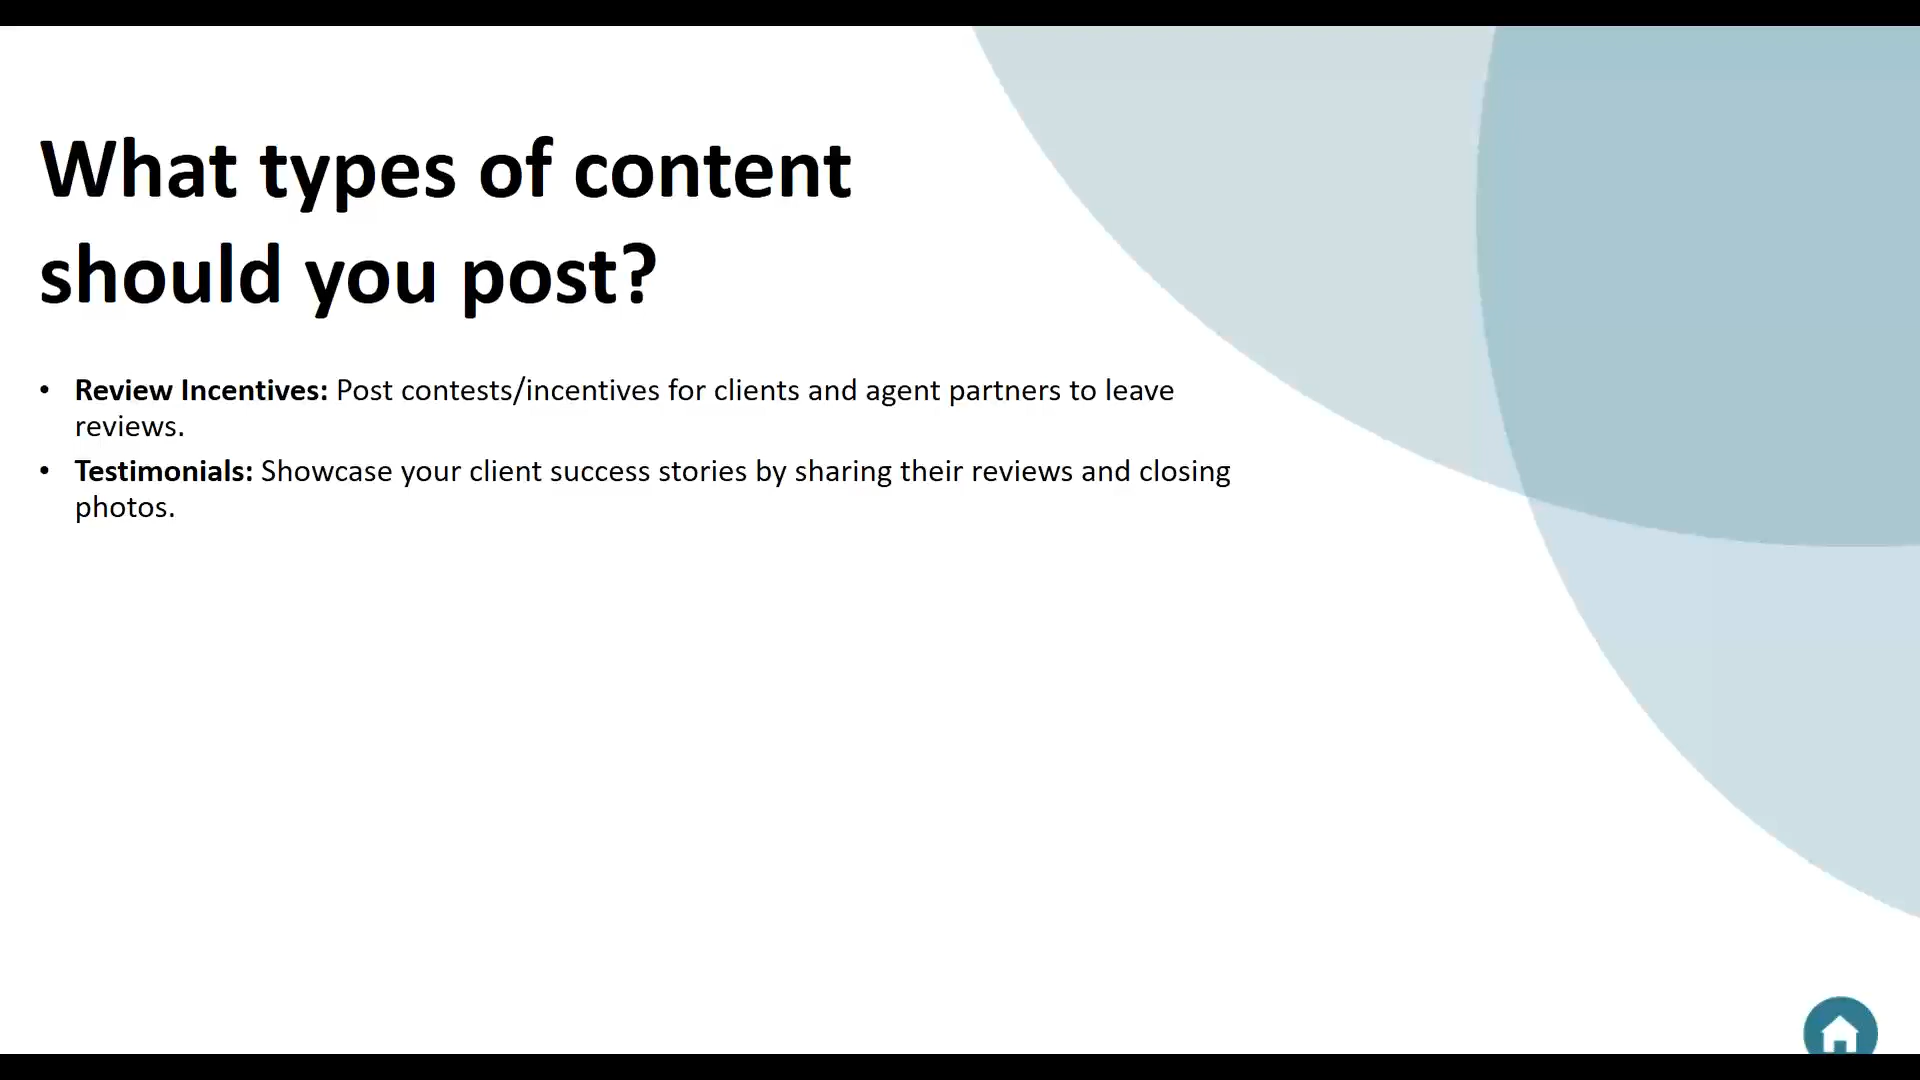 What types of content
should you post?
• Review Incentives: Post contests/incentives for clients and agent partners to leave
reviews.
• Testimonials: Showcase your client success stories by sharing their reviews and closing
photos.